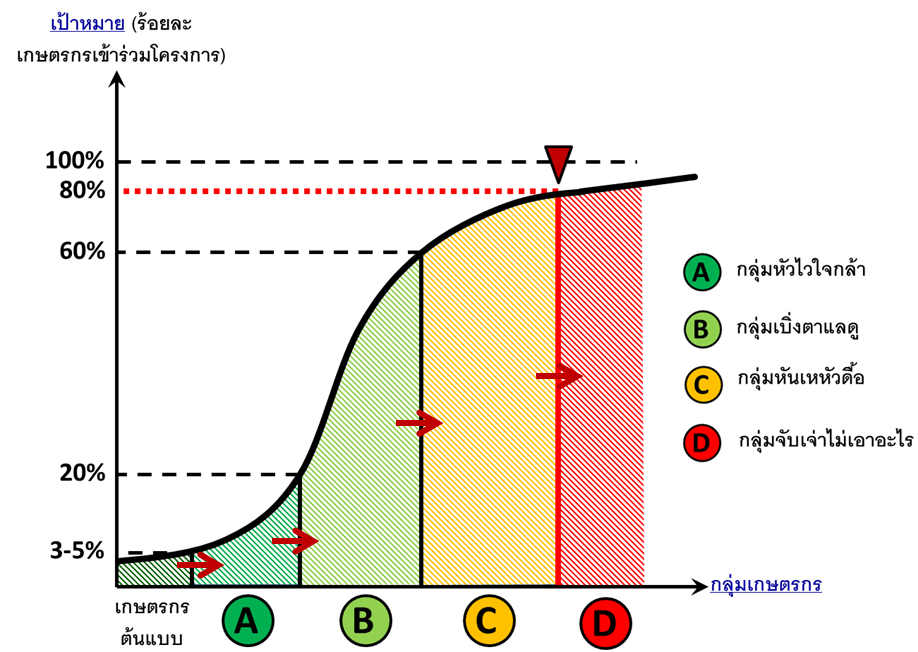 เป้าหมาย (ร้อยละ
เกษตรกรเข้าร่วมโครงการ)
100%
80%
60%
20%
3-5%
A กลุ่มหัวไวใจกล้า
B กลุ่มเบิ่งตาแลดู
C กลุ่มหันเหหัวดื้อ
D กลุ่มจับเจ่าไม่เอาอะไร
กลุ่มเกษตรกร
เกษตรกร
ต้นแบบ
A B C D